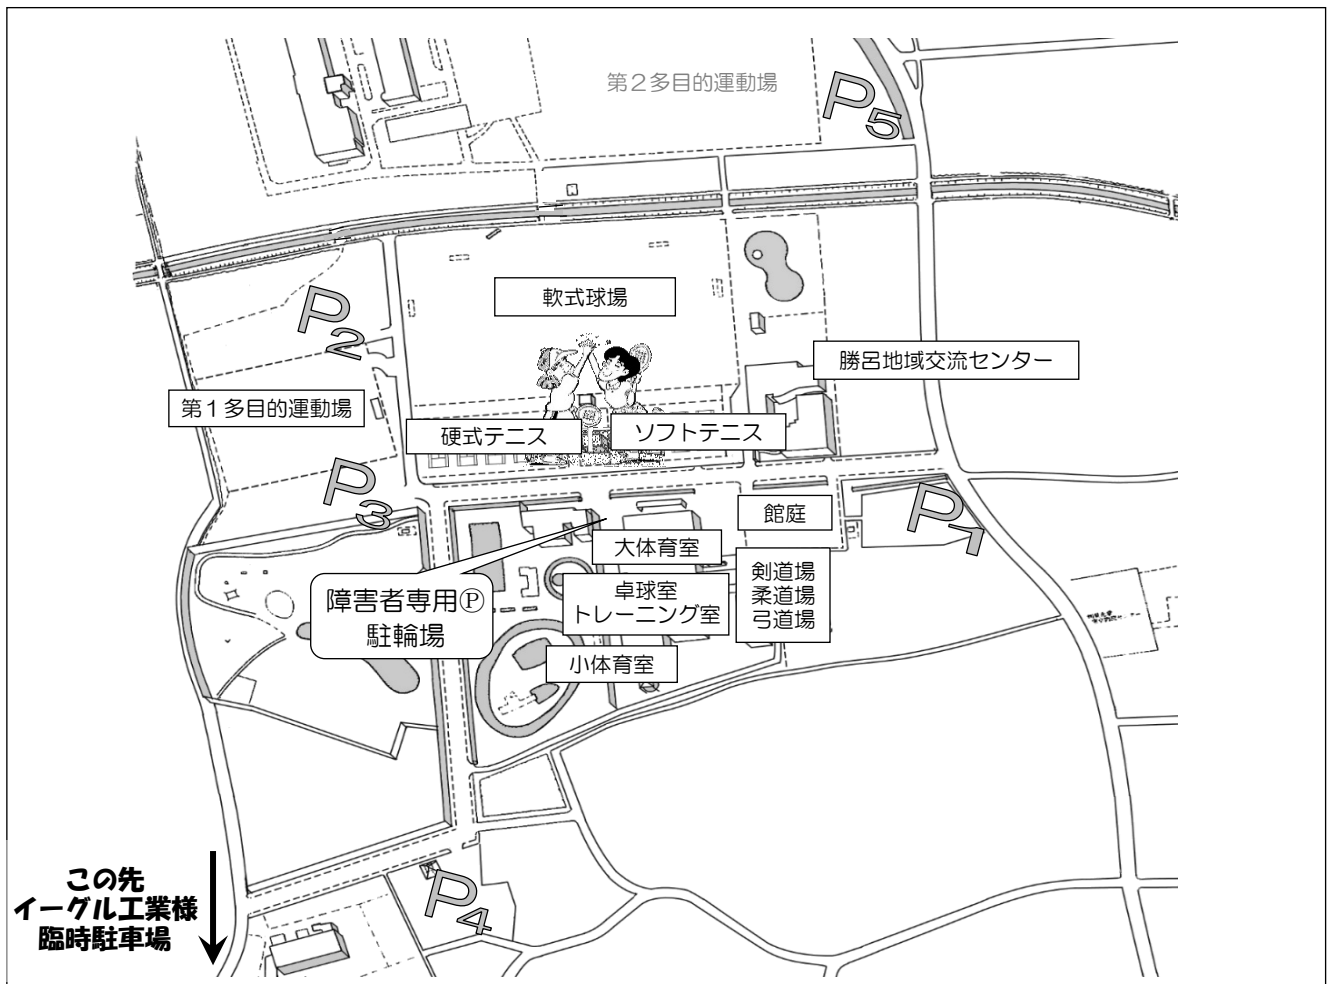 第２多目的運動場
P5
軟式球場
P2
勝呂地域交流センター
第１多目的運動場
硬式テニス
ソフトテニス
P3
P1
館庭
大体育室
剣道場
柔道場
弓道場
障害者専用Ⓟ
駐輪場
卓球室
トレーニング室
小体育室
この先
イーグル工業様
臨時駐車場
P4